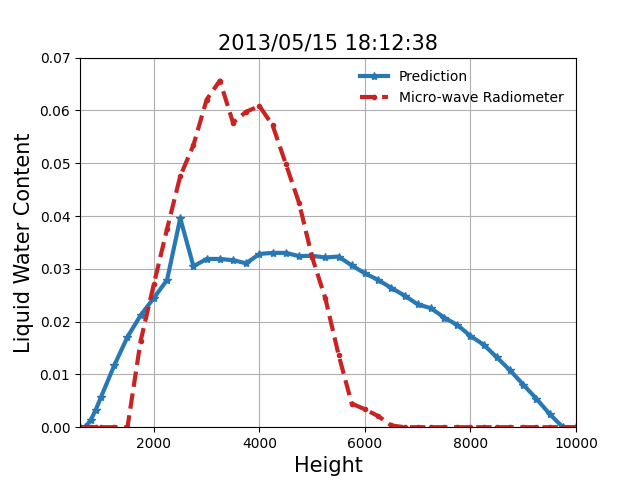 2013/05/15 18:12:38
0.07
0.06
0.05
0.04
0.03
0.02
0.01
0.00
Liquid Water Content
Prediction
Micro-wave Radiometer
2000 4000 6000 8000 10000
Height